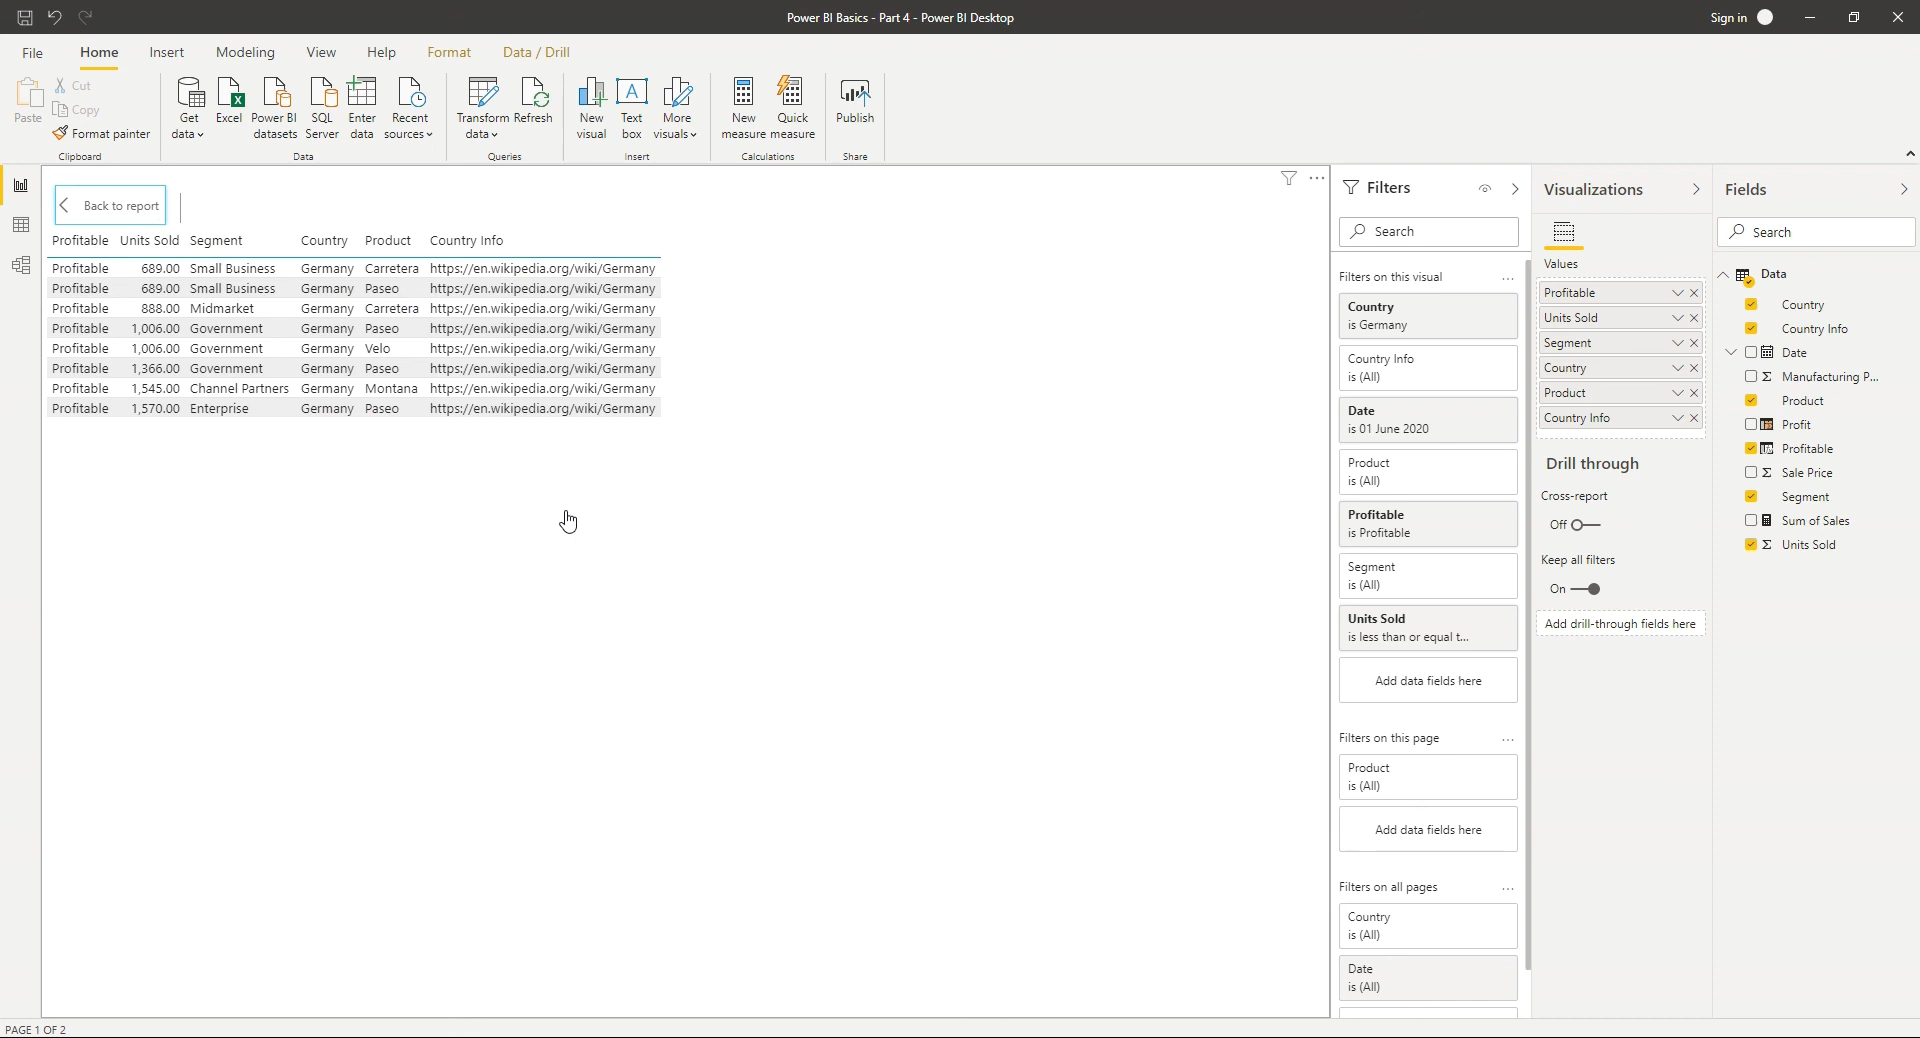 Power BI Basics - Part 4 - Power BI Desktop
Sign in
File Home Insert Modeling View Help Format Data / Drill
Paste
Cut
Copy
Format painter
Clipboard
Get data
Excel
Power BI datasets
SQL Server
Enter data
Recent sources
Data
Transform data
Refresh
Queries
New visual
Text box
More visuals
Insert
New measure
Quick measure
Calculations
Publish
Share
Back to report
Profitable Units Sold Segment Country Product Country Info
Profitable 689.00 Small Business Germany Carretera https://en.wikipedia.org/wiki/Germany
Profitable 689.00 Small Business Germany Paseo https://en.wikipedia.org/wiki/Germany
Profitable 888.00 Midmarket Germany Carretera https://en.wikipedia.org/wiki/Germany
Profitable 1,006.00 Government Germany Paseo https://en.wikipedia.org/wiki/Germany
Profitable 1,006.00 Government Germany Velo https://en.wikipedia.org/wiki/Germany
Profitable 1,366.00 Government Germany Paseo https://en.wikipedia.org/wiki/Germany
Profitable 1,545.00 Channel Partners Germany Montana https://en.wikipedia.org/wiki/Germany
Profitable 1,570.00 Enterprise Germany Paseo https://en.wikipedia.org/wiki/Germany
Filters
Search
Filters on this visual ...
Country
is Germany
Country Info
is (All)
Date
is 01 June 2020
Product
is (All)
Profitable
is Profitable
Segment
is (All)
Units Sold
is less than or equal t...
Add data fields here
Filters on this page ...
Product
is (All)
Add data fields here
Filters on all pages ...
Country
is (All)
Date
is (All)
Visualizations
Values
Profitable
Units Sold
Segment
Country
Product
Country Info
Drill through
Cross-report
Off
Keep all filters
On
Add drill-through fields here
Fields
Search
Data
Country
Country Info
Date
Manufacturing P...
Product
Profit
Profitable
Sale Price
Segment
Sum of Sales
Units Sold
PAGE 1 OF 2